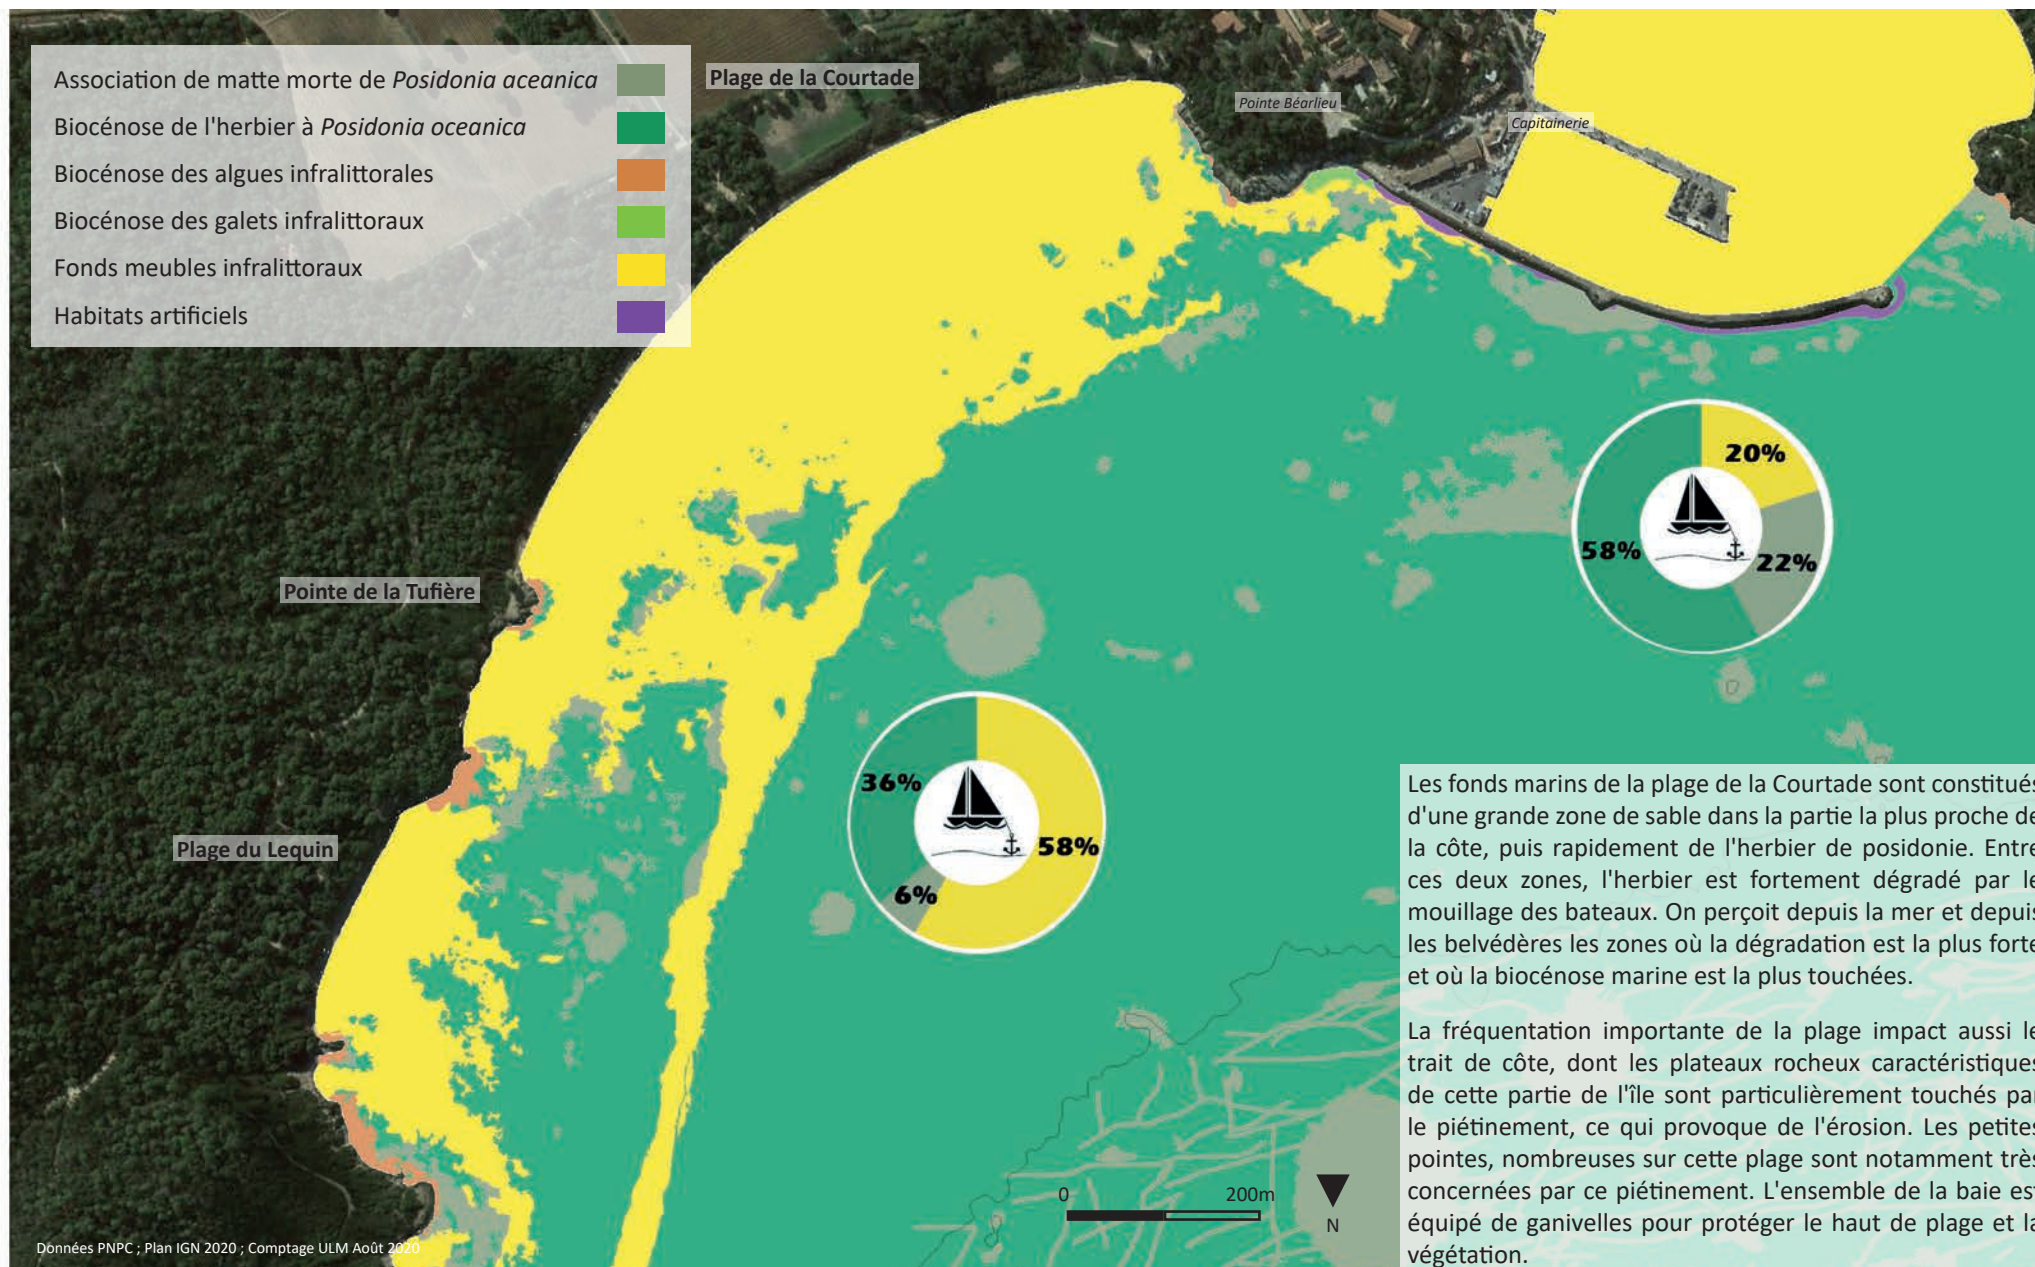 Association de matte morte de Posidonia aceanica
Biocénose de l'herbier à Posidonia oceanica
Biocénose des algues infralittorales
Biocénose des galets infralittoraux
Fonds meubles infralittoraux
Habitats artificiels
Plage de la Courtade
Pointe Béarlieu
Capitainerie
20%
58%
22%
Pointe de la Tufière
36%
58%
6%
Plage du Lequin
Les fonds marins de la plage de la Courtade sont constitués
d'une grande zone de sable dans la partie la plus proche de
la côte, puis rapidement de l'herbier de posidonie. Entre
ces deux zones, l'herbier est fortement dégradé par le
mouillage des bateaux. On perçoit depuis la mer et depuis
les belvédères les zones où la dégradation est la plus forte
et où la biocénose marine est la plus touchées.
La fréquentation importante de la plage impact aussi le
trait de côte, dont les plateaux rocheux caractéristiques
de cette partie de l'île sont particulièrement touchés par
le piétinement, ce qui provoque de l'érosion. Les petites
pointes, nombreuses sur cette plage sont notamment très
concernées par ce piétinement. L'ensemble de la baie est
équipé de ganivelles pour protéger le haut de plage et la
végétation.
0 200m
N
Données PNPC ; Plan IGN 2020 ; Comptage ULM Août 2020